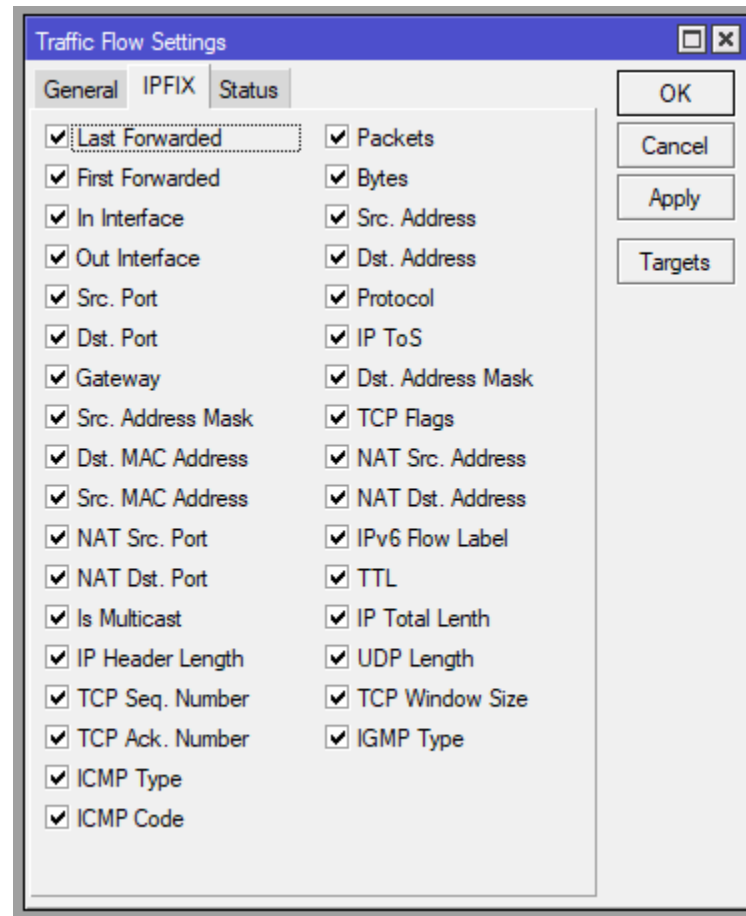 Traffic Flow Settings
General IPFIX Status
Last Forwarded
First Forwarded
In Interface
Out Interface
Src. Port
Dst. Port
Gateway
Src. Address Mask
Dst. MAC Address
Src. MAC Address
NAT Src. Port
NAT Dst. Port
Is Multicast
IP Header Length
TCP Seq. Number
TCP Ack. Number
ICMP Type
ICMP Code
Packets
Bytes
Src. Address
Dst. Address
Protocol
IP ToS
Dst. Address Mask
TCP Flags
NAT Src. Address
NAT Dst. Address
IPv6 Flow Label
TTL
IP Total Lenth
UDP Length
TCP Window Size
IGMP Type
OK
Cancel
Apply
Targets